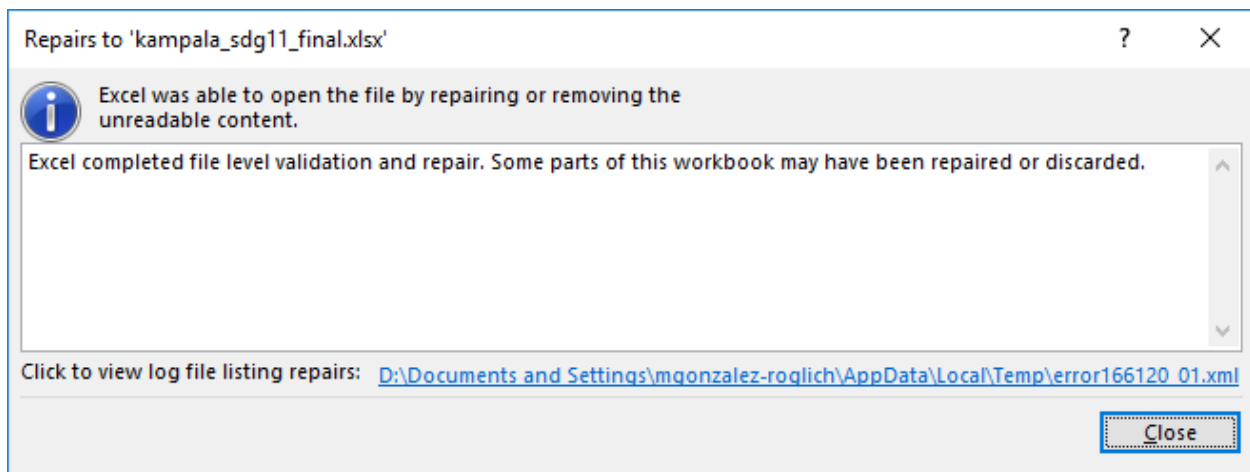 Repairs to 'kampala_sdg11_final.xlsx'
?
Excel was able to open the file by repairing or removing the
unreadable content.
Excel completed file level validation and repair. Some parts of this workbook may have been repaired or discarded.
Click to view log file listing repairs: D:\Documents and Settings\mgonzalez-roglich\AppData\Local\Temp\error166120_01.xml
Close